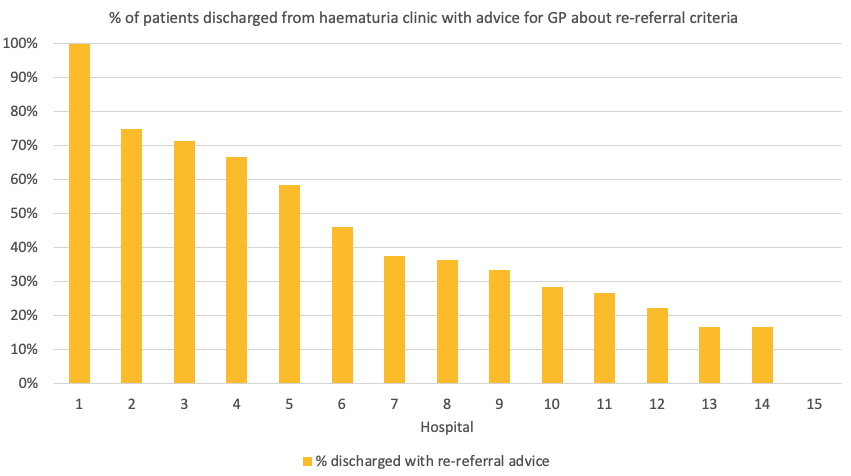 % of patients discharged from haematuria clinic with advice for GP about re-referral criteria
100%
90%
80%
70%
60%
50%
40%
30%
20%
10%
0%
1 2 3 4 5 6 7 8 9 10 11 12 13 14 15
Hospital
% discharged with re-referral advice